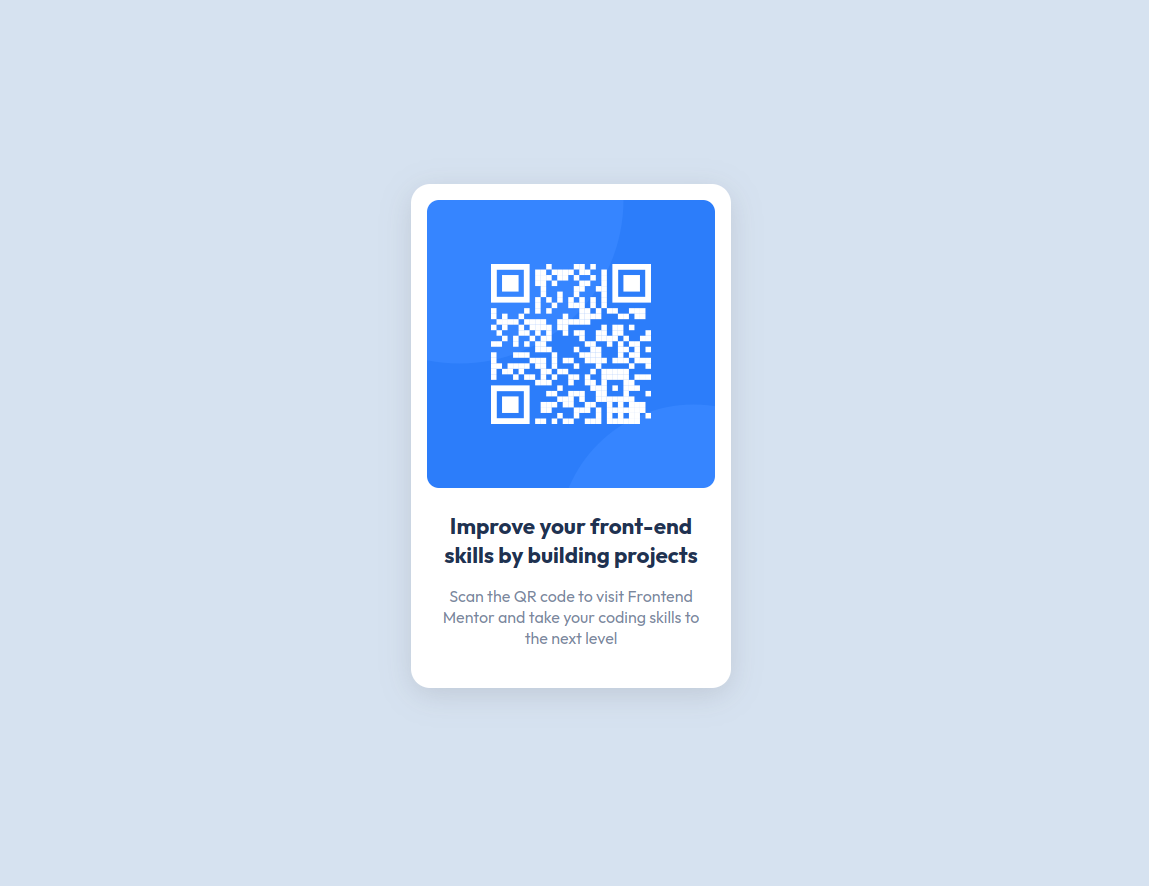 Improve your front-end
skills by building projects
Scan the QR code to visit Frontend
Mentor and take your coding skills to
the next level